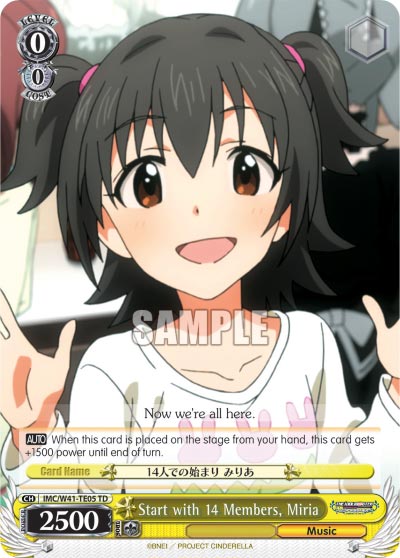 LEVEL
0
0
COST
SAMPLE
Now we're all here.
AUTO When this card is placed on the stage from your hand, this card gets
+1500 power until end of turn.
Card Name
14人での始まり みりあ
CH IMC/W41-TE05 TD
POWER 2500
Start with 14 Members, Miria
Music
©BNEI / PROJECT CINDERELLA